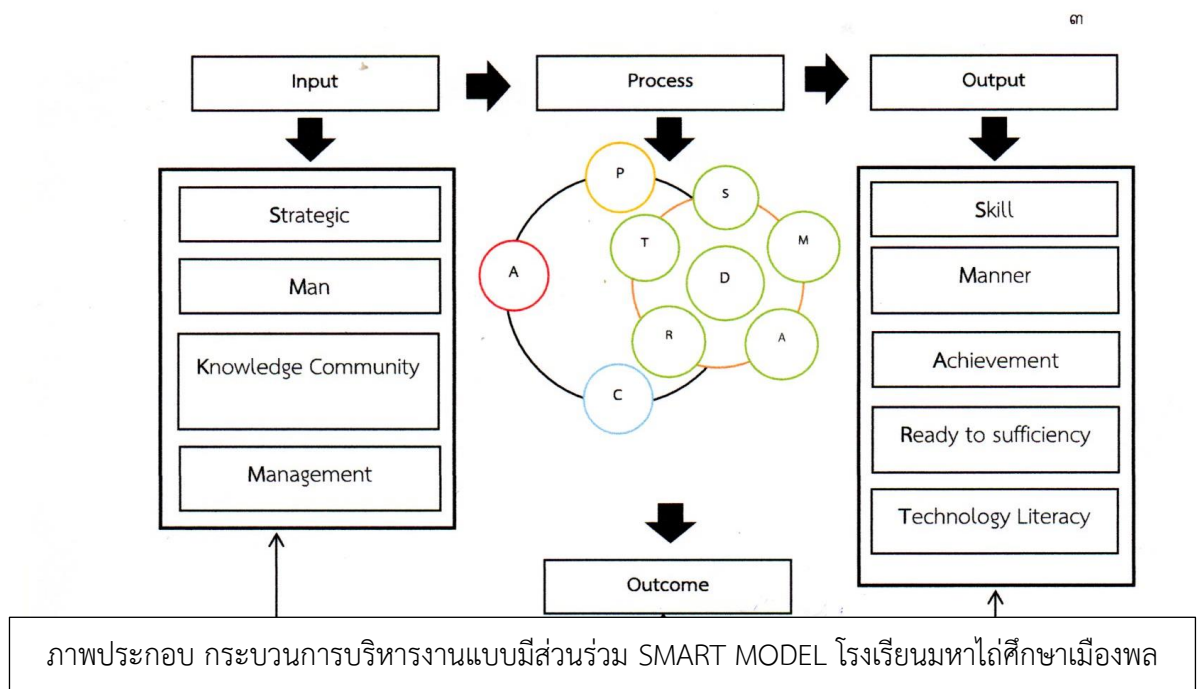 ๓
Input
Process
Output
Strategic
Man
Knowledge Community
Management
P
A
C
S
M
A
R
T
D
Skill
Manner
Achievement
Ready to sufficiency
Technology Literacy
Outcome
ภาพประกอบ กระบวนการบริหารงานแบบมีส่วนร่วม SMART MODEL โรงเรียนมหาไถ่ศึกษาเมืองพล